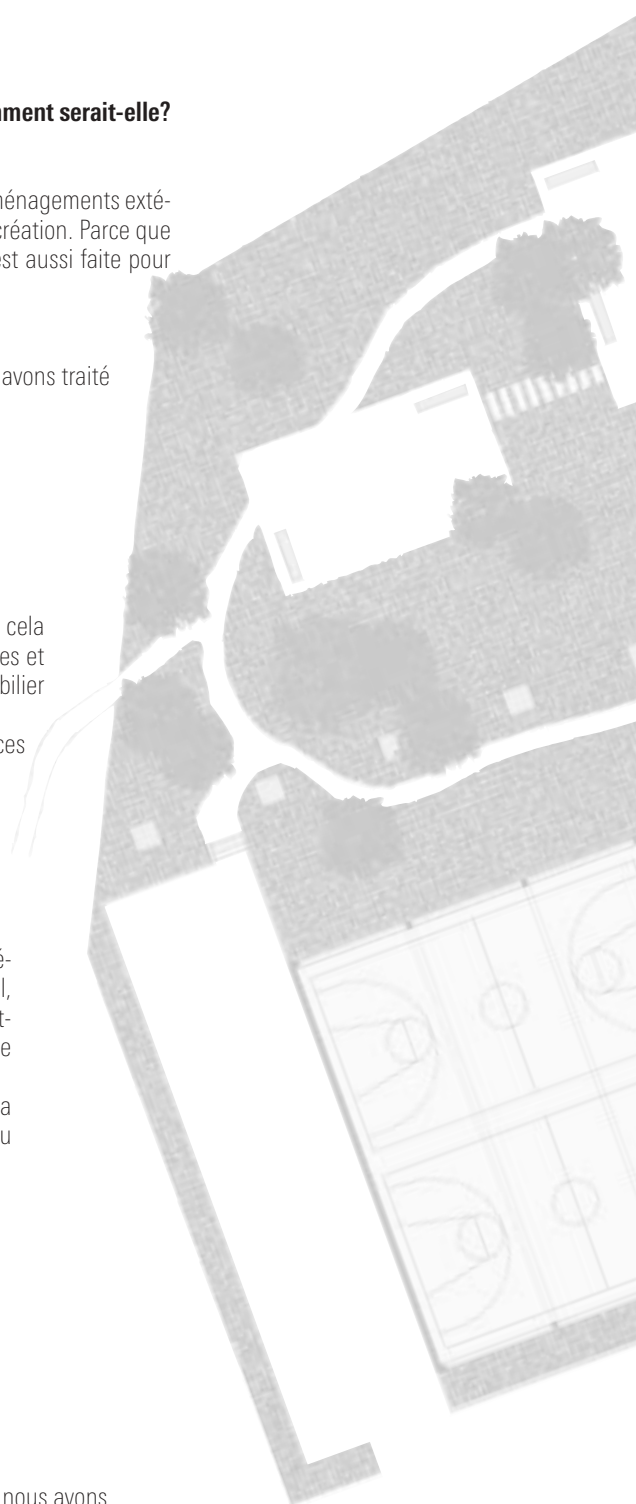 ment serait-elle?
ménagements exté-
création. Parce que
est aussi faite pour
avons traité
cela
es et
bilier
ces
é-
l,
t-
e
a
u
nous avons